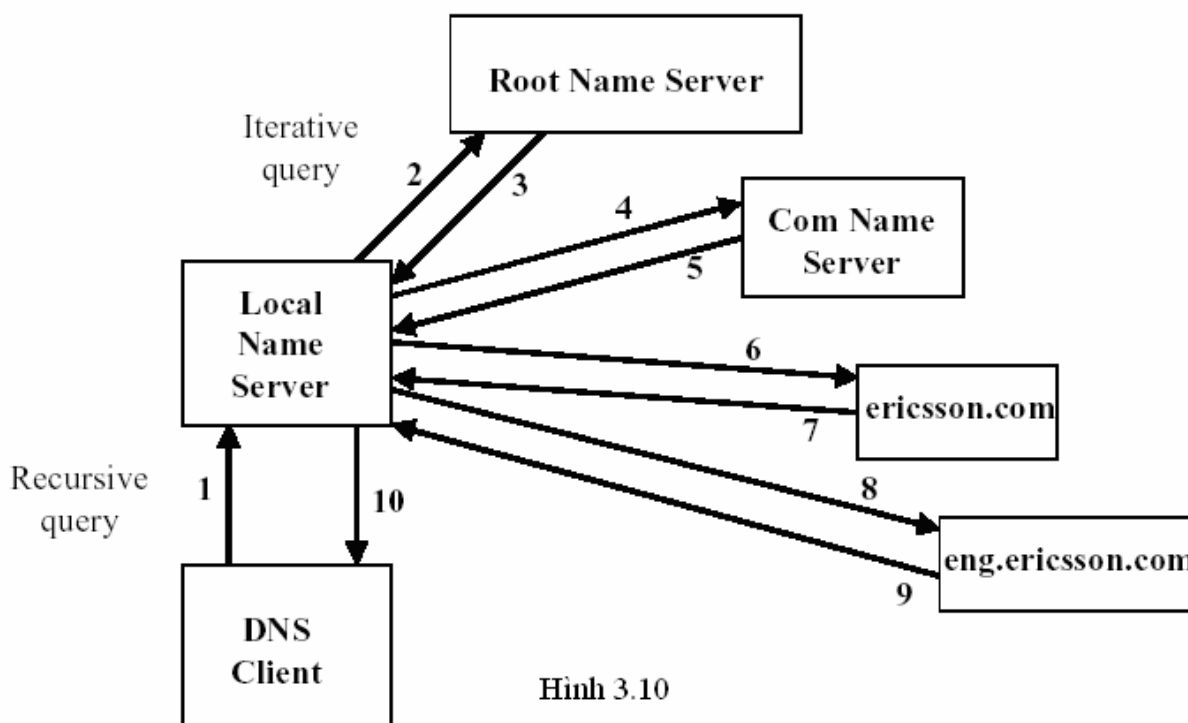 Root Name Server
Iterative
query
2
3
4
Com Name
Server
5
Local
Name
Server
6
ericsson.com
7
Recursive
query
1
10
8
eng.ericsson.com
9
DNS
Client
Hình 3.10